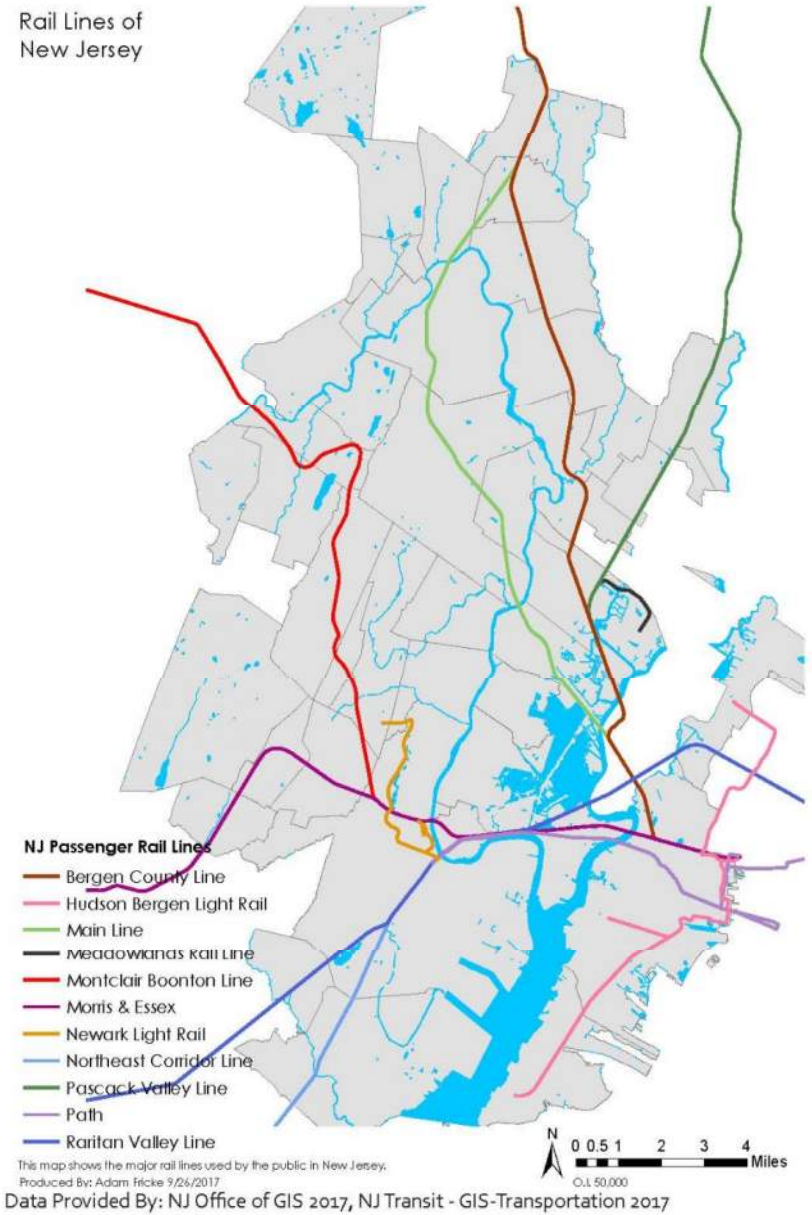 Rail Lines of
New Jersey
NJ Passenger Rail Lines
Bergen County Line
Hudson Bergen Light Rail
Main Line
Meadowlands Rail Line
Montclair Boonton Line
Morris & Essex
Newark Light Rail
Northeast Corridor Line
Pascack Valley Line
Path
Raritan Valley Line
N
0 0.5 1 2 3 4
Miles
This map shows the major rail lines used by the public in New Jersey.
Produced By: Adam Fricke 9/26/2017
Data Provided By: NJ Office of GIS 2017, NJ Transit - GIS-Transportation 2017